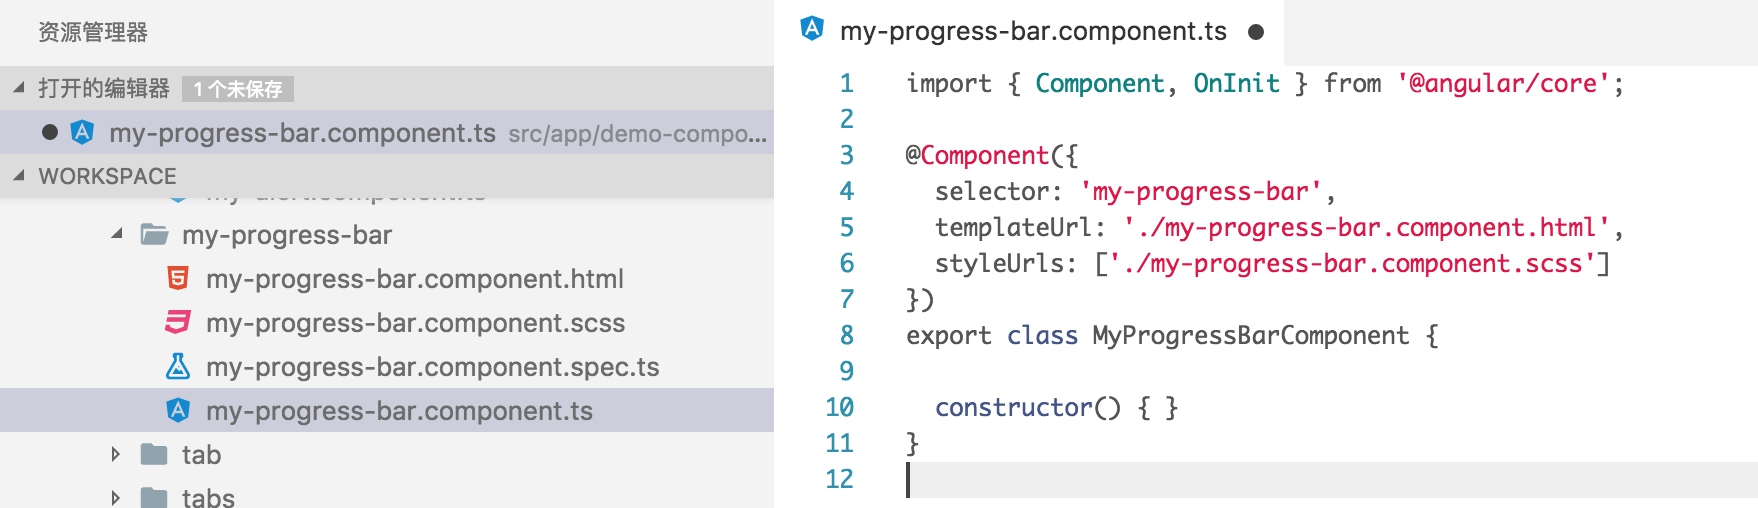 资源管理器
打开的编辑器 1 个未保存
my-progress-bar.component.ts src/app/demo-compo...
WORKSPACE
my-alert.component.ts
my-progress-bar
my-progress-bar.component.html
my-progress-bar.component.scss
my-progress-bar.component.spec.ts
my-progress-bar.component.ts
tab
tabs
my-progress-bar.component.ts
1 import { Component, OnInit } from '@angular/core';
2
3 @Component({
4   selector: 'my-progress-bar',
5   templateUrl: './my-progress-bar.component.html',
6   styleUrls: ['./my-progress-bar.component.scss']
7 })
8 export class MyProgressBarComponent {
9
10   constructor() { }
11 }
12